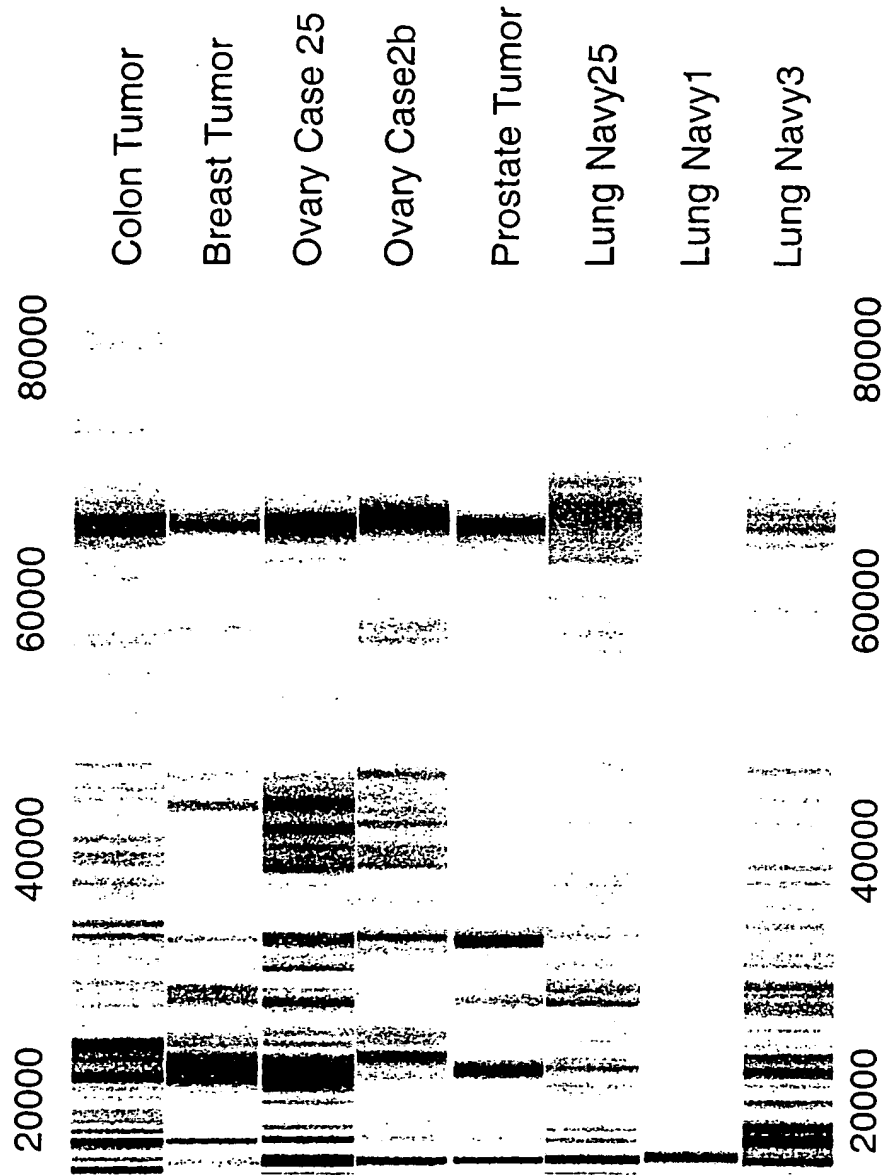 Colon Tumor
Breast Tumor
Ovary Case 25
Ovary Case2b
Prostate Tumor
Lung Navy25
Lung Navy1
Lung Navy3
80000
60000
40000
20000
80000
60000
40000
20000